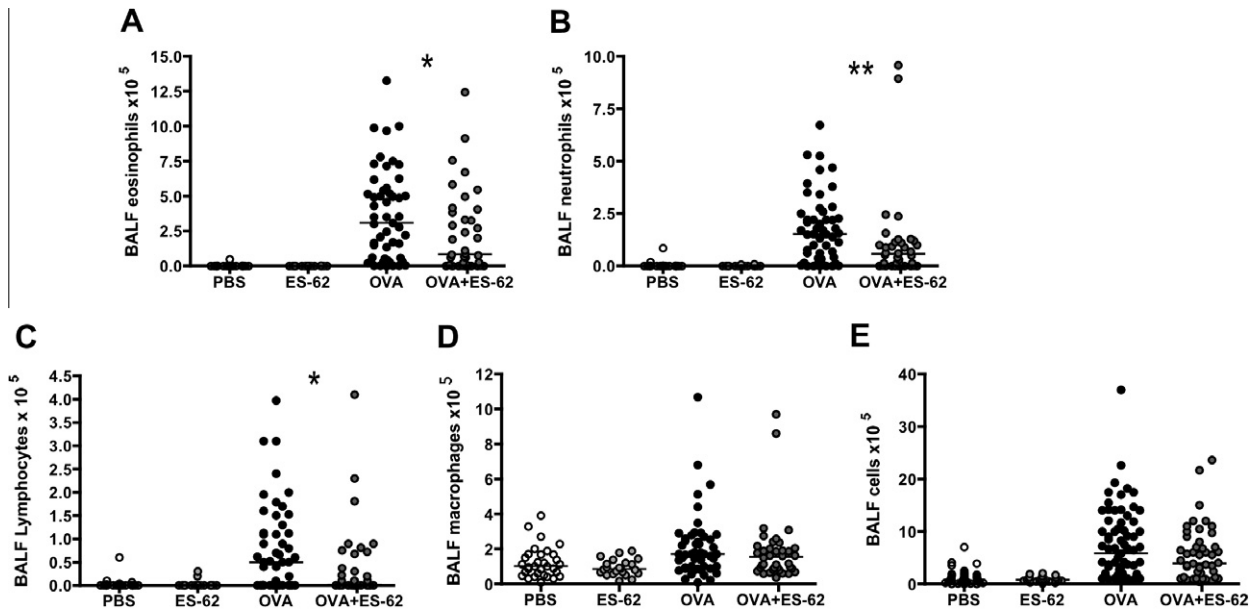 A
BALF eosinophils x10 5
15.0
12.5
10.0
7.5
5.0
2.5
0.0
*
PBS ES-62 OVA OVA+ES-62
B
BALF neutrophils x10 5
10.0
7.5
5.0
2.5
0.0
**
PBS ES-62 OVA OVA+ES-62
C
BALF Lymphocytes x 10 5
4.5
4.0
3.5
3.0
2.5
2.0
1.5
1.0
0.5
0.0
*
PBS ES-62 OVA OVA+ES-62
D
BALF macrophages x10 5
12
10
8
6
4
2
0
PBS ES-62 OVA OVA+ES-62
E
BALF cells x10 5
40
30
20
10
0
PBS ES-62 OVA OVA+ES-62